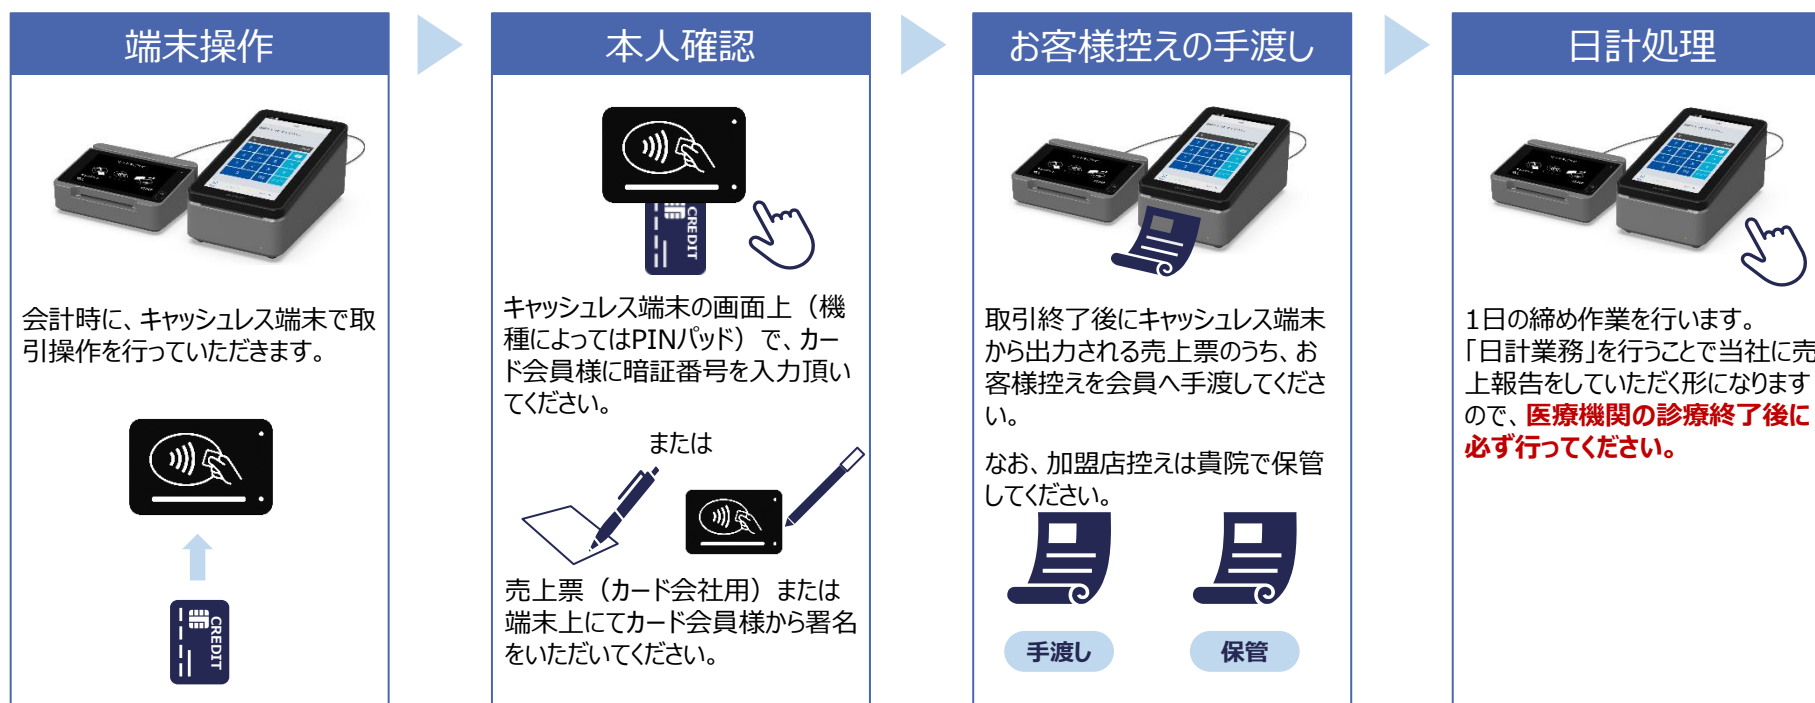 端末操作
会計時に、キャッシュレス端末で取
引操作を行っていただきます。
CREDIT
本人確認
CREDIT
キャッシュレス端末の画面上（機
種によってはPINパッド）で、カー
ド会員様に暗証番号を入力頂い
てください。
または
売上票（カード会社用）または
端末上にてカード会員様から署名
をいただいてください。
お客様控えの手渡し
取引終了後にキャッシュレス端末
から出力される売上票のうち、お
客様控えを会員へ手渡してくださ
い。
なお、加盟店控えは貴院で保管
してください。
手渡し
保管
日計処理
1日の締め作業を行います。
「日計業務」を行うことで当社に売
上報告をしていただく形になります
ので、医療機関の診療終了後に
必ず行ってください。